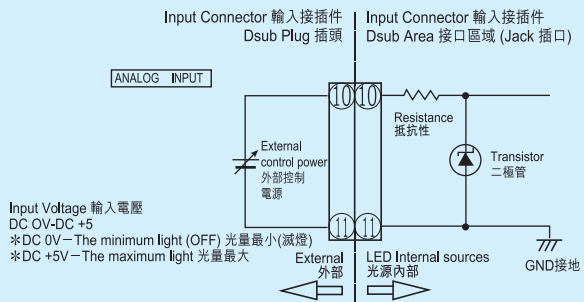 Input Connector 輸入接插件
Dsub Plug 插頭
Input Connector 輸入接插件
Dsub Area 接口區域 (Jack 插口)
ANALOG INPUT
10
10
Resistance
抵抗性
External
control power
外部控制
電源
Transistor
二極管
Input Voltage 輸入電壓
DC OV-DC +5
＊DC 0V－The minimum light (OFF) 光量最小(滅燈)
＊DC +5V－The maximum light 光量最大
11
11
External
外部
LED Internal sources
光源內部
GND接地